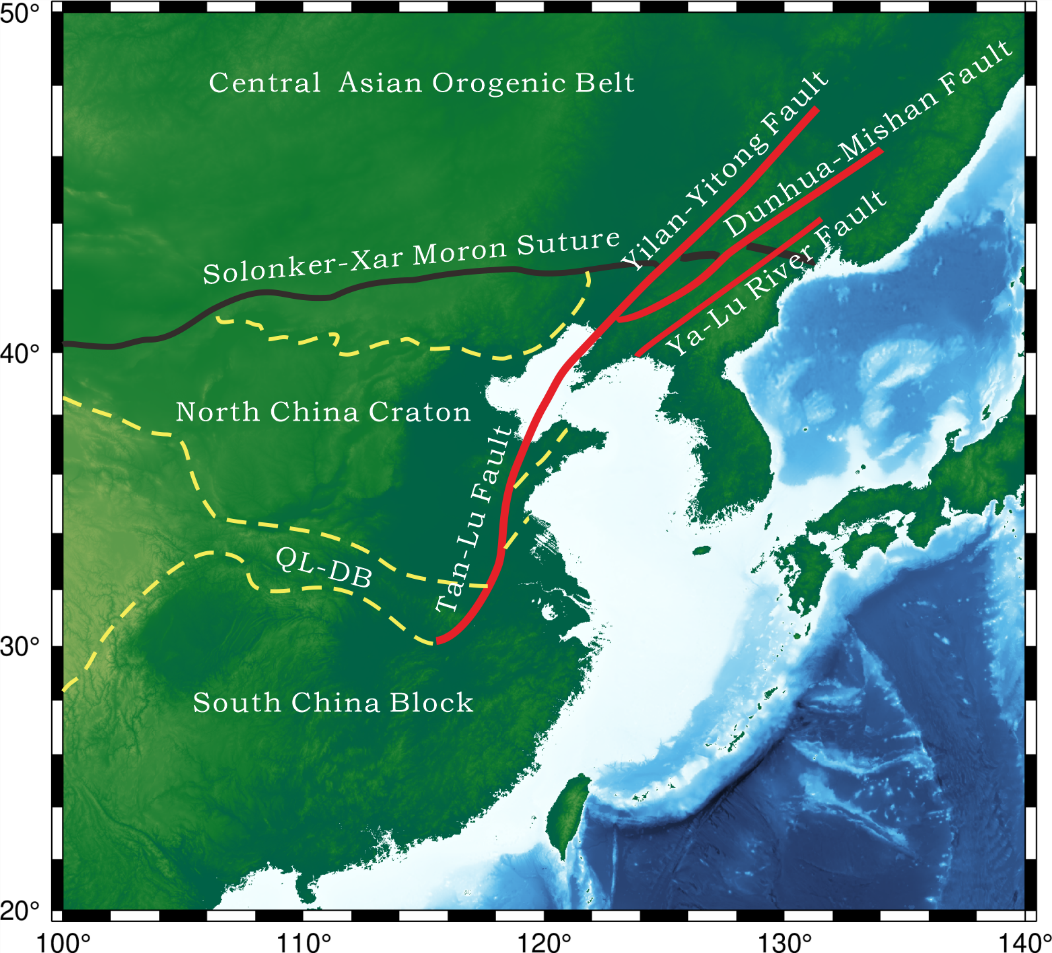 50°
Central Asian Orogenic Belt
Yilan-Yitong Fault
Dunhua-Mishan Fault
Solonker-Xar Moron Suture
Ya-Lu River Fault
40°
North China Craton
Tan-Lu Fault
QL-DB
30°
South China Block
20°
100° 110° 120° 130° 140°